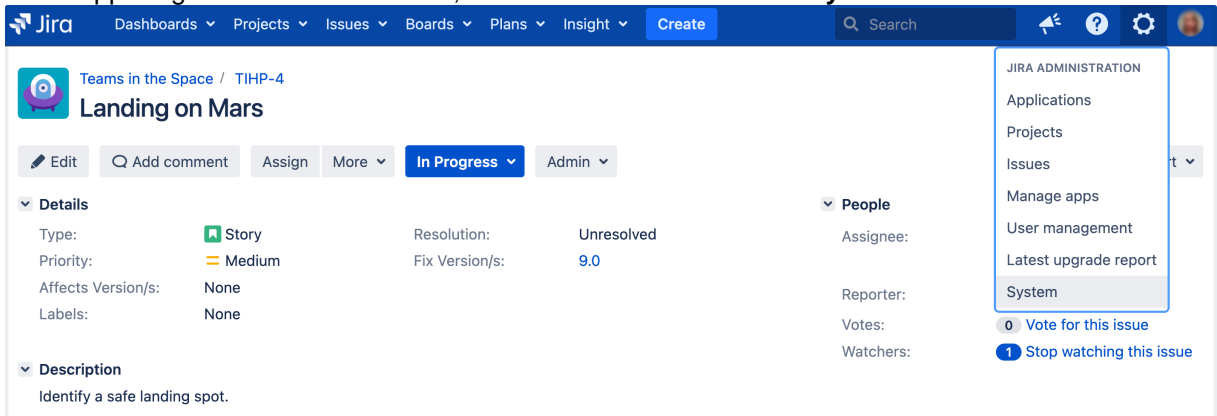 Jira Dashboards Projects Issues Boards Plans Insight Create Search
Teams in the Space / TIHP-4
Landing on Mars
Edit Add comment Assign More In Progress Admin
Details
Type: Story Resolution: Unresolved
Priority: Medium Fix Version/s: 9.0
Affects Version/s: None
Labels: None
Description
Identify a safe landing spot.
People
Assignee:
Reporter:
Votes: 0 Vote for this issue
Watchers: 1 Stop watching this issue
JIRA ADMINISTRATION
Applications
Projects
Issues
Manage apps
User management
Latest upgrade report
System